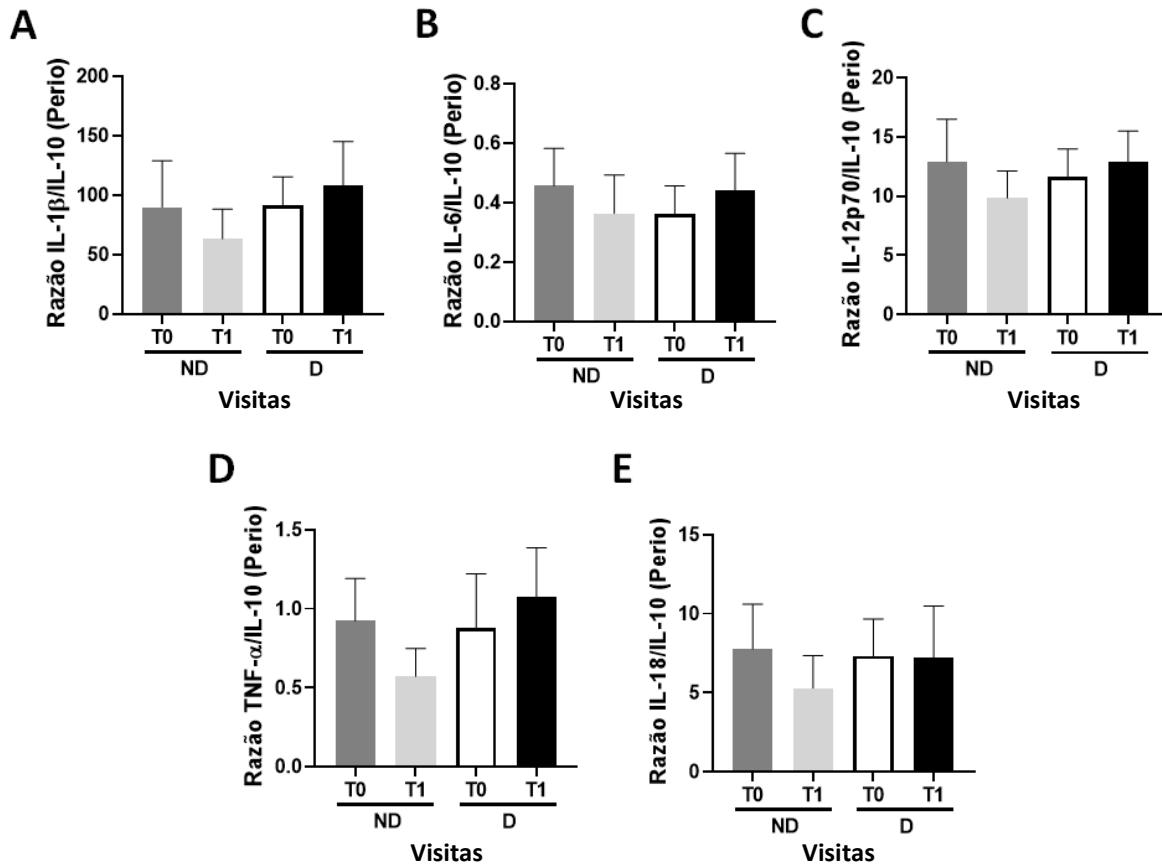 A
Razão IL-1β/IL-10 (Perio)
200
150
100
50
0
T0 T1 T0 T1
ND D
Visitas
B
Razão IL-6/IL-10 (Perio)
0.8
0.6
0.4
0.2
0.0
T0 T1 T0 T1
ND D
Visitas
C
Razão IL-12p70/IL-10 (Perio)
20
15
10
5
0
T0 T1 T0 T1
ND D
Visitas
D
Razão TNF-α/IL-10 (Perio)
1.5
1.0
0.5
0.0
T0 T1 T0 T1
ND D
Visitas
E
Razão IL-18/IL-10 (Perio)
15
10
5
0
T0 T1 T0 T1
ND D
Visitas